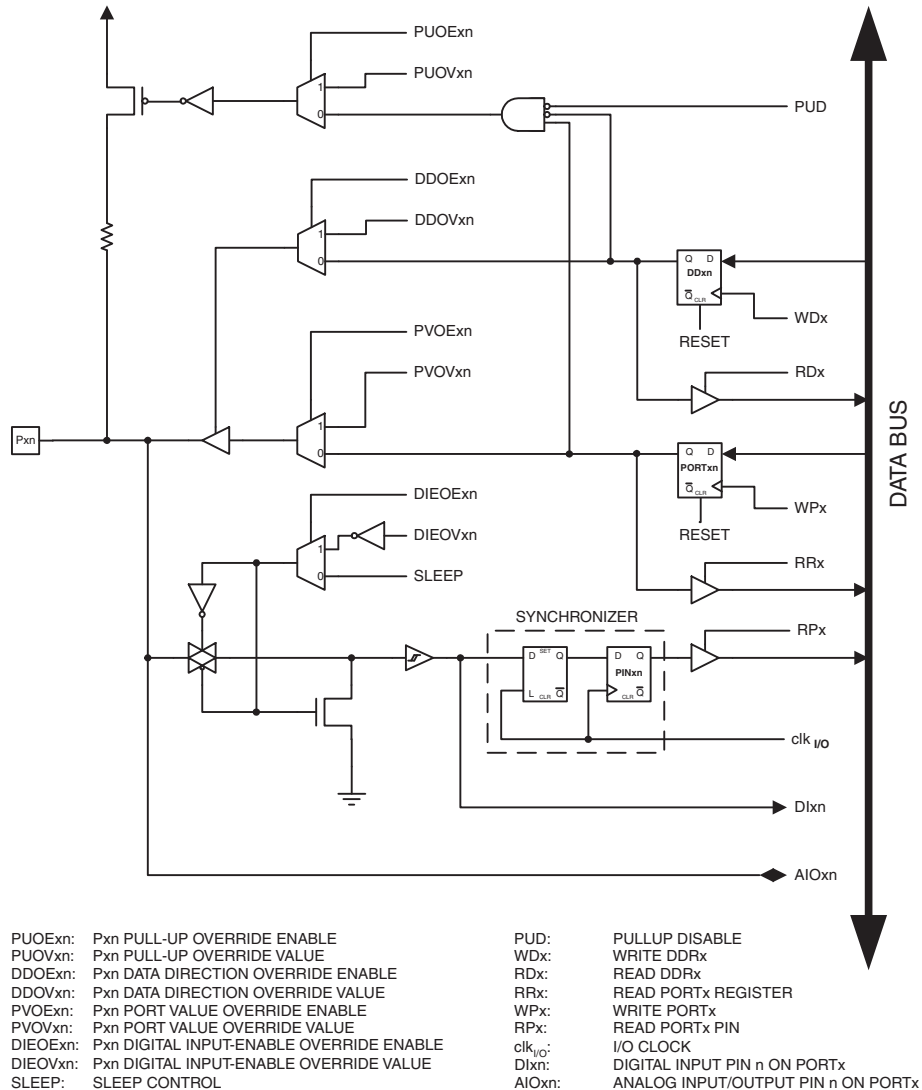 PUOExn
PUOVxn
1
0
PUD
DDOExn
DDOVxn
1
0
Q D
DDxn
Q CLR
WDx
RESET
RDx
PVOExn
PVOVxn
1
0
Pxn
Q D
PORTxn
Q CLR
WPx
RESET
DIEOExn
DIEOVxn
1
0
SLEEP
RRx
SYNCHRONIZER
RPx
D SET Q
L CLR Q
D Q
PINxn
CLR Q
clk I/O
DIxn
AIOxn
DATA BUS
PUOExn: Pxn PULL-UP OVERRIDE ENABLE
PUOVxn: Pxn PULL-UP OVERRIDE VALUE
DDOExn: Pxn DATA DIRECTION OVERRIDE ENABLE
DDOVxn: Pxn DATA DIRECTION OVERRIDE VALUE
PVOExn: Pxn PORT VALUE OVERRIDE ENABLE
PVOVxn: Pxn PORT VALUE OVERRIDE VALUE
DIEOExn: Pxn DIGITAL INPUT-ENABLE OVERRIDE ENABLE
DIEOVxn: Pxn DIGITAL INPUT-ENABLE OVERRIDE VALUE
SLEEP: SLEEP CONTROL
PUD: PULLUP DISABLE
WDx: WRITE DDRx
RDx: READ DDRx
RRx: READ PORTx REGISTER
WPx: WRITE PORTx
RPx: READ PORTx PIN
clkI/O: I/O CLOCK
DIxn: DIGITAL INPUT PIN n ON PORTx
AIOxn: ANALOG INPUT/OUTPUT PIN n ON PORTx